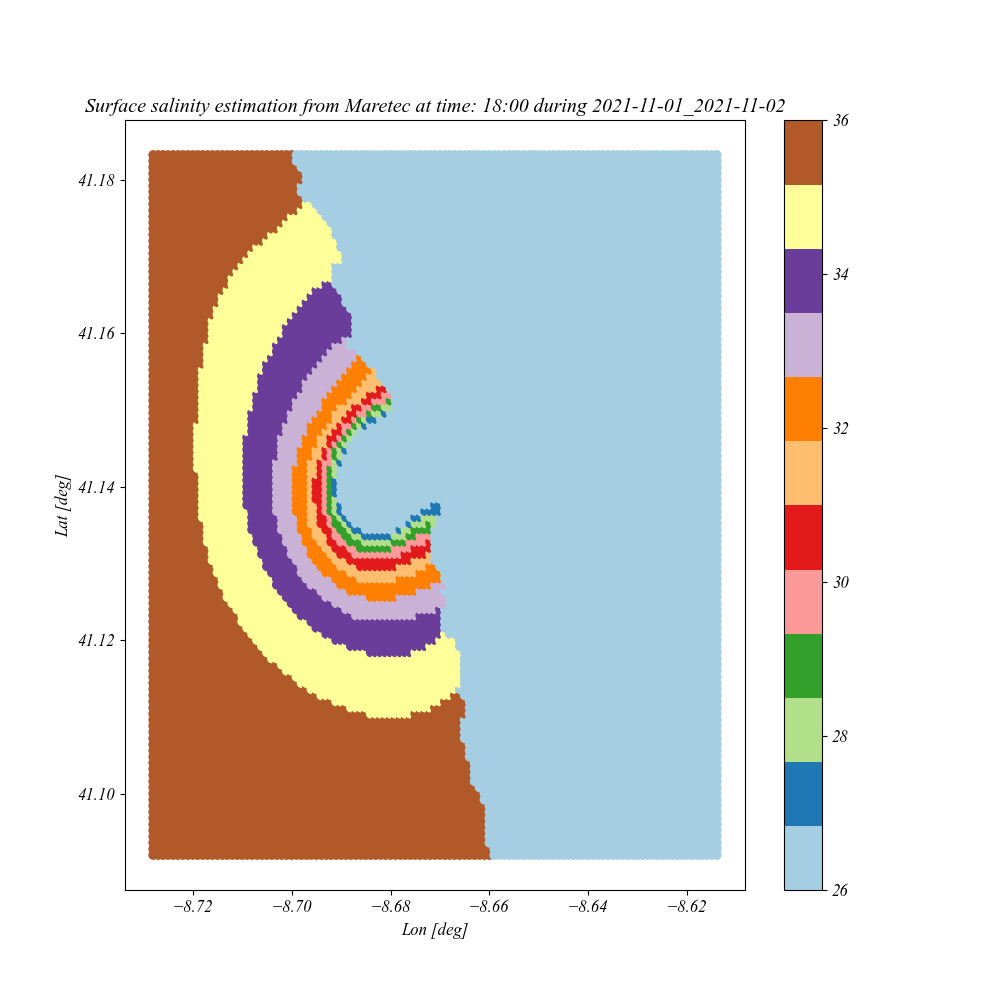 Surface salinity estimation from Maretec at time: 18:00 during 2021-11-01_2021-11-02
41.18
41.16
41.14
41.12
41.10
Lat [deg]
−8.72 −8.70 −8.68 −8.66 −8.64 −8.62
Lon [deg]
36
34
32
30
28
26